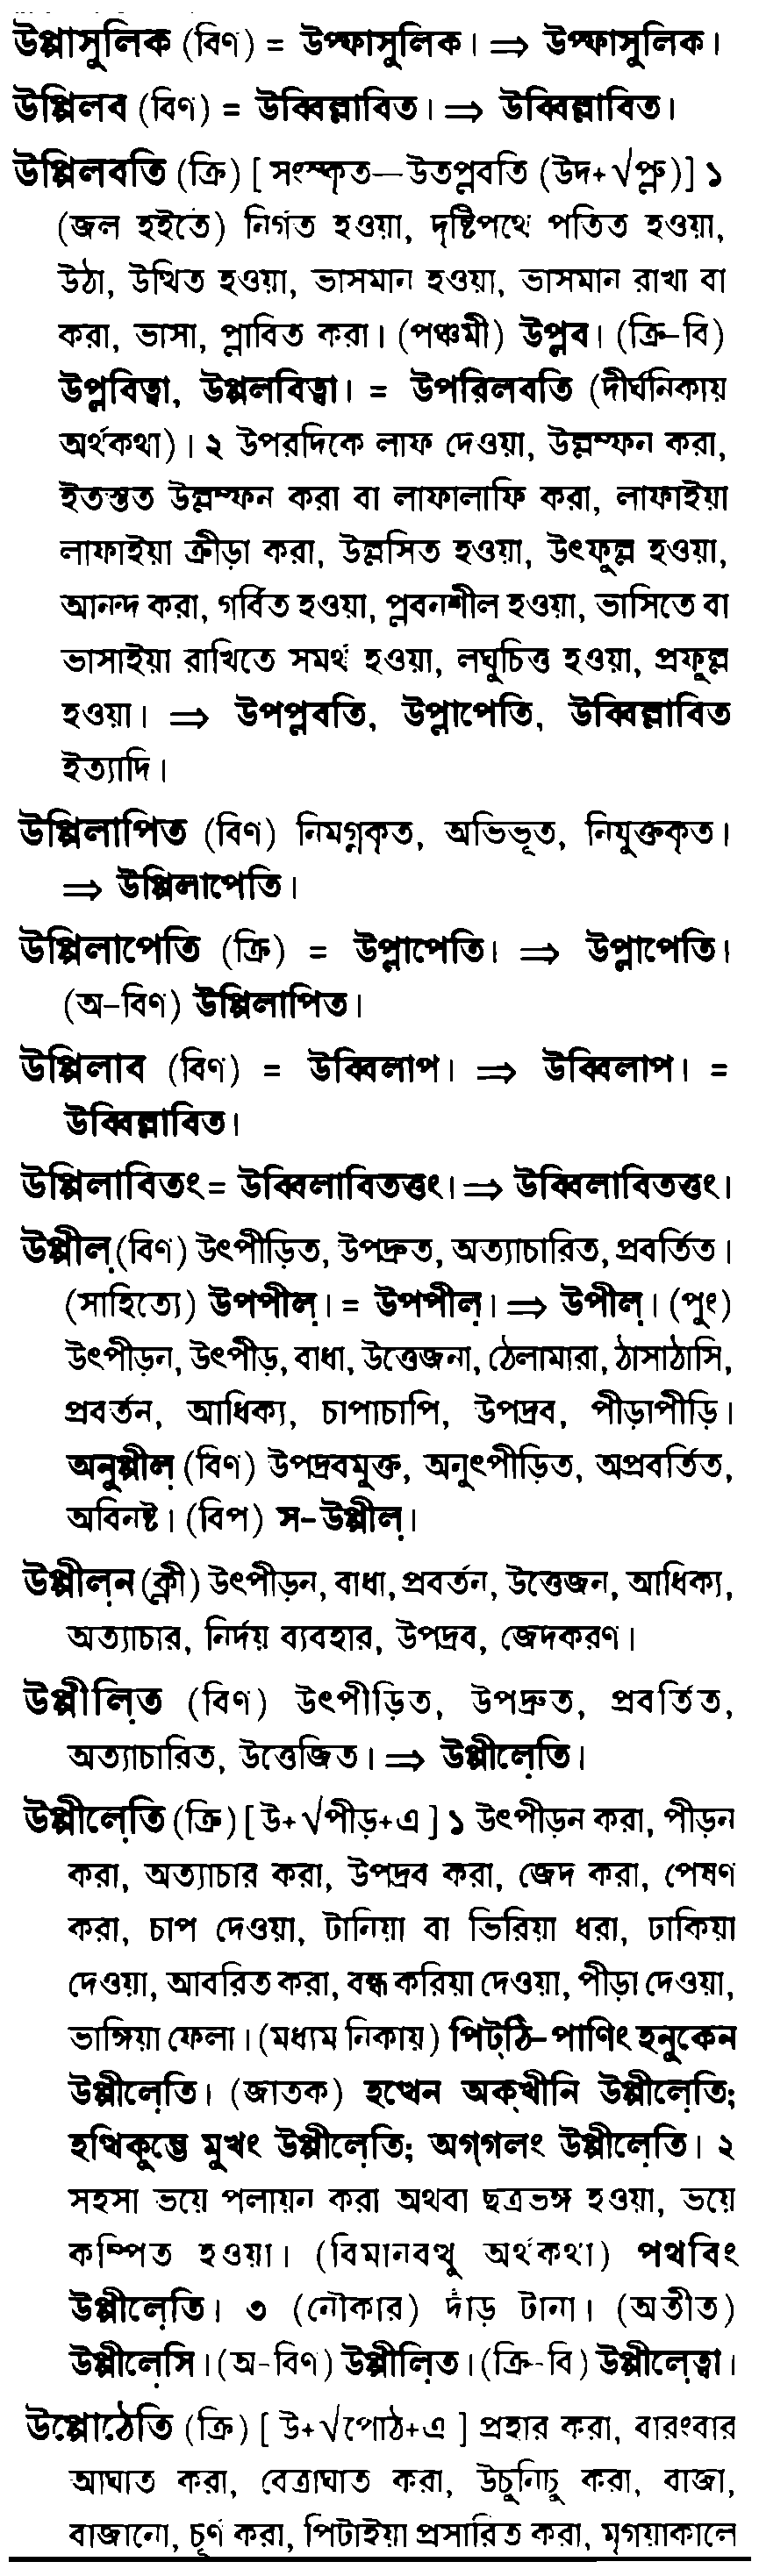 উপ্পাসুলিক (বিণ) = উপ্ফাসুলিক। ⇒ উপ্ফাসুলিক।
উপ্পিলব (বিণ) = উব্বিল্লাবিত। ⇒ উব্বিল্লাবিত।
উপ্পিলবতি (ক্রি) [ সংস্কৃত—উতপ্লবতি (উদ+√প্লু)] ১
(জল হইতে) নির্গত হওয়া, দৃষ্টিপথে পতিত হওয়া,
উঠা, উত্থিত হওয়া, ভাসমান হওয়া, ভাসমান রাখা বা
করা, ভাসা, প্লাবিত করা। (পঞ্চমী) উপ্লব। (ক্রি-বি)
উপ্লবিত্বা, উপ্পলবিত্বা। = উপরিলবতি (দীর্ঘনিকায়
অর্থকথা)। ২ উপরদিকে লাফ দেওয়া, উল্লম্ফন করা,
ইতস্তত উল্লম্ফন করা বা লাফালাফি করা, লাফাইয়া
লাফাইয়া ক্রীড়া করা, উল্লসিত হওয়া, উৎফুল্ল হওয়া,
আনন্দ করা, গর্বিত হওয়া, প্লবনশীল হওয়া, ভাসিতে বা
ভাসাইয়া রাখিতে সমর্থ হওয়া, লঘুচিত্ত হওয়া, প্রফুল্ল
হওয়া। ⇒ উপপ্লবতি, উপ্লাপেতি, উব্বিল্লাবিত
ইত্যাদি।
উপ্পিলাপিত (বিণ) নিমগ্নকৃত, অভিভূত, নিযুক্তকৃত।
⇒ উপ্পিলাপেতি।
উপ্পিলাপেতি (ক্রি) = উপ্লাপেতি। ⇒ উপ্লাপেতি।
(অ-বিণ) উপ্পিলাপিত।
উপ্পিলাব (বিণ) = উব্বিলাপ। ⇒ উব্বিলাপ। =
উব্বিল্লাবিত।
উপ্পিলাবিতং= উব্বিলাবিতত্তং।⇒ উব্বিলাবিতত্তং।
উপ্পীল়্(বিণ) উৎপীড়িত, উপদ্রুত, অত্যাচারিত, প্রবর্তিত।
(সাহিত্যে) উপপীল়্। = উপপীল়্। ⇒ উপীল়্। (পুং)
উৎপীড়ন, উৎপীড়, বাধা, উত্তেজনা, ঠেলামারা, ঠাসাঠাসি,
প্রবর্তন, আধিক্য, চাপাচাপি, উপদ্রব, পীড়াপীড়ি।
অনুপ্পীল়্ (বিণ) উপদ্রবমুক্ত, অনুৎপীড়িত, অপ্রবর্তিত,
অবিনষ্ট। (বিপ) স-উপ্পীল়্।
উপ্পীল়্ন (ক্লী) উৎপীড়ন, বাধা, প্রবর্তন, উত্তেজন, আধিক্য,
অত্যাচার, নির্দয় ব্যবহার, উপদ্রব, জেদকরণ।
উপ্পীল়িত (বিণ) উৎপীড়িত, উপদ্রুত, প্রবর্তিত,
অত্যাচারিত, উত্তেজিত। ⇒ উপ্পীল়েতি।
উপ্পীল়েতি (ক্রি) [ উ+√পীড়+এ ] ১ উৎপীড়ন করা, পীড়ন
করা, অত্যাচার করা, উপদ্রব করা, জেদ করা, পেষণ
করা, চাপ দেওয়া, টানিয়া বা ভিরিয়া ধরা, ঢাকিয়া
দেওয়া, আবরিত করা, বন্ধ করিয়া দেওয়া, পীড়া দেওয়া,
ভাঙ্গিয়া ফেলা। (মধ্যম নিকায়) পিট্ঠি-পাণিং হনুকেন
উপ্পীল়েতি। (জাতক) হত্থেন অক্খীনি উপ্পীল়েতি;
হত্থিকুম্ভে মুখং উপ্পীল়েতি; অগ্গলং উপ্পীল়েতি। ২
সহসা ভয়ে পলায়ন করা অথবা ছত্রভঙ্গ হওয়া, ভয়ে
কম্পিত হওয়া। (বিমানবত্থু অর্থকথা) পথবিং
উপ্পীল়েতি। ৩ (নৌকার) দাঁড় টানা। (অতীত)
উপ্পীল়েসি। (অ-বিণ) উপ্পীল়িত। (ক্রি-বি) উপ্পীল়েত্বা।
উপ্পোঠেতি (ক্রি) [ উ+√পোঠ+এ ] প্রহার করা, বারংবার
আঘাত করা, বেত্রাঘাত করা, উচুনিচু করা, বাজা,
বাজানো, চূর্ণ করা, পিটাইয়া প্রসারিত করা, মৃগয়াকালে